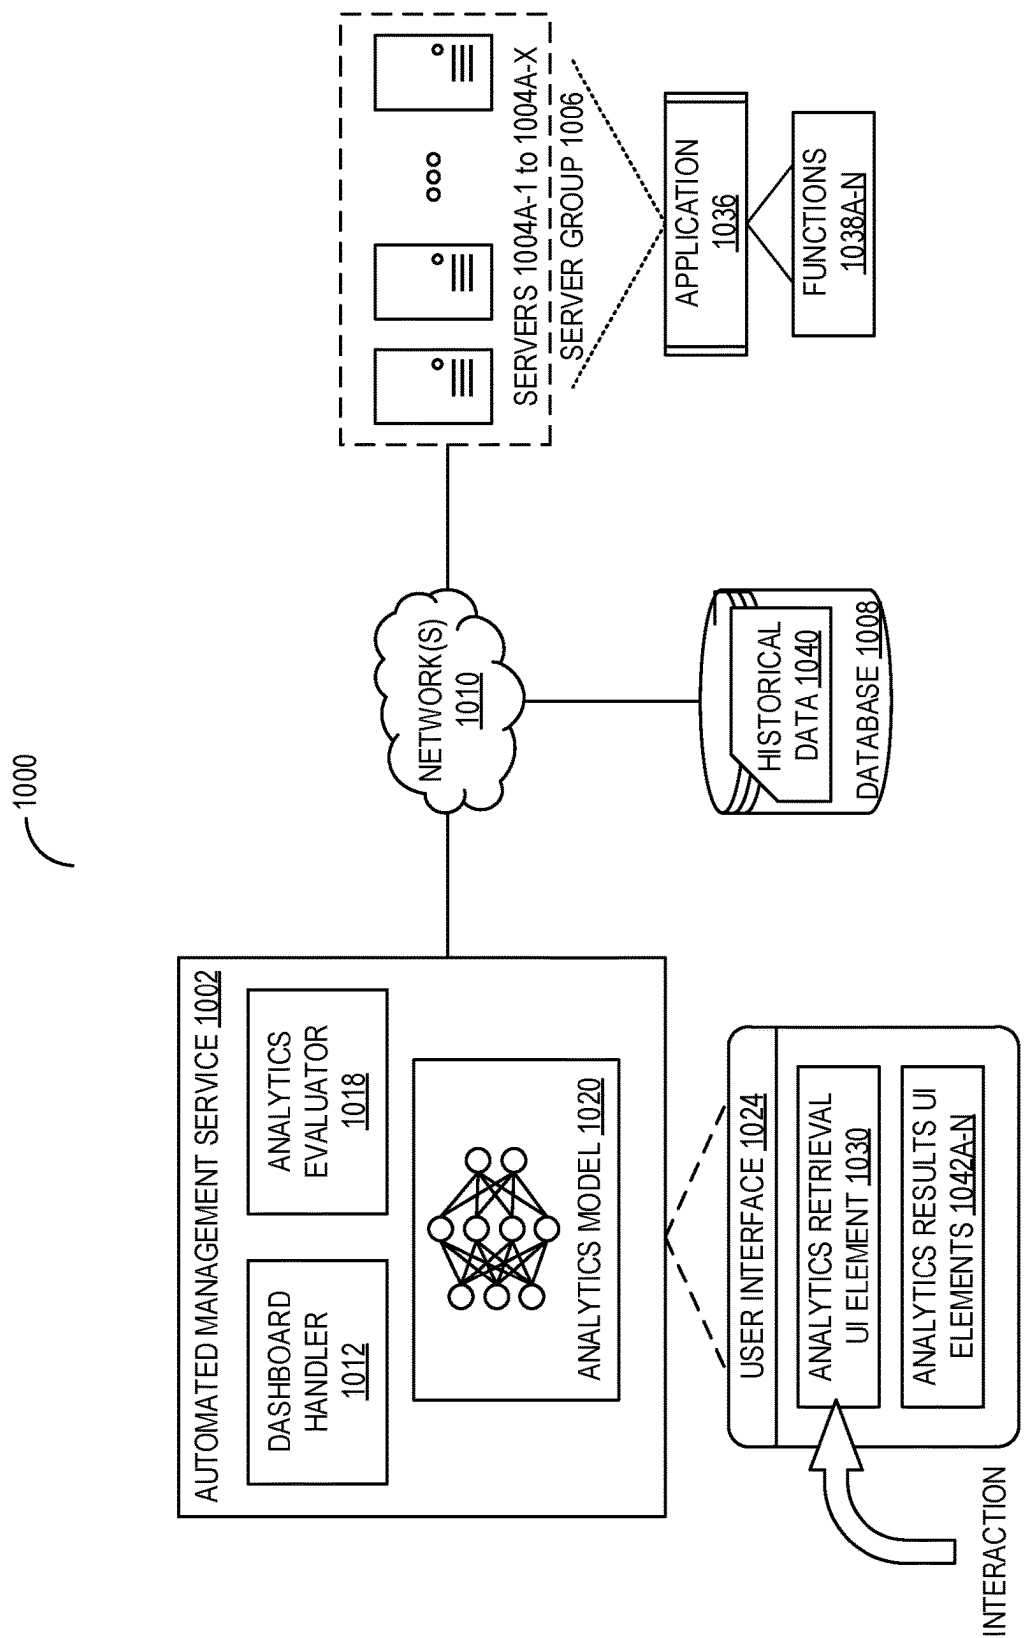 1000
AUTOMATED MANAGEMENT SERVICE 1002
DASHBOARD
HANDLER
1012
ANALYTICS
EVALUATOR
1018
ANALYTICS MODEL 1020
USER INTERFACE 1024
ANALYTICS RETRIEVAL
UI ELEMENT 1030
ANALYTICS RESULTS UI
ELEMENTS 1042A-N
INTERACTION
NETWORK(S)
1010
HISTORICAL
DATA 1040
DATABASE 1008
SERVERS 1004A-1 to 1004A-X
SERVER GROUP 1006
APPLICATION
1036
FUNCTIONS
1038A-N